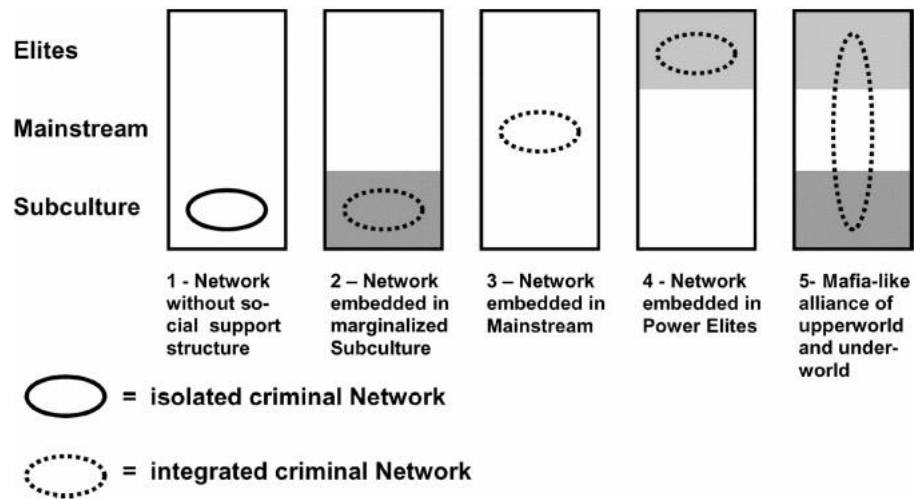 Elites
Mainstream
Subculture
1 - Network
without so-
cial support
structure
2 – Network
embedded in
marginalized
Subculture
3 – Network
embedded in
Mainstream
4 - Network
embedded in
Power Elites
5- Mafia-like
alliance of
upperworld
and under-
world
= isolated criminal Network
= integrated criminal Network